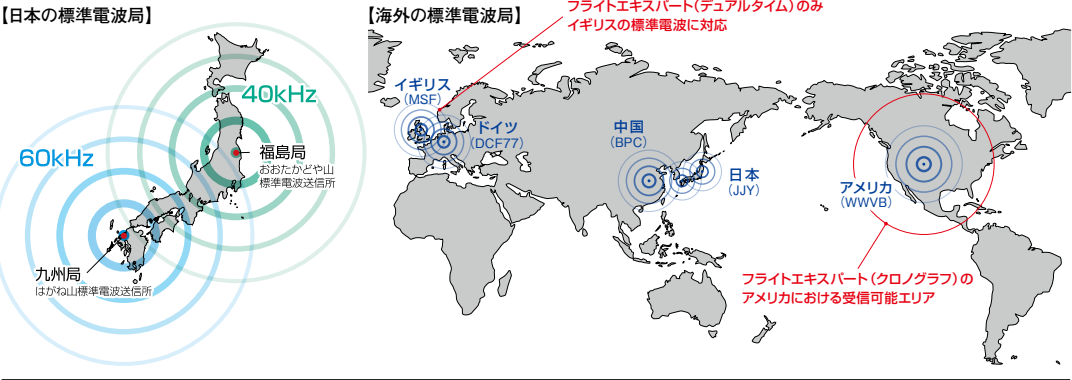 【日本の標準電波局】
40kHz
60kHz
福島局
おおたかどや山
標準電波送信所
九州局
はがね山標準電波送信所
【海外の標準電波局】
フライトエキスパート（デュアルタイム）のみ
イギリスの標準電波に対応
イギリス
（MSF）
ドイツ
（DCF77）
中国
（BPC）
日本
（JJY）
アメリカ
（WWVB）
フライトエキスパート（クロノグラフ）の
アメリカにおける受信可能エリア